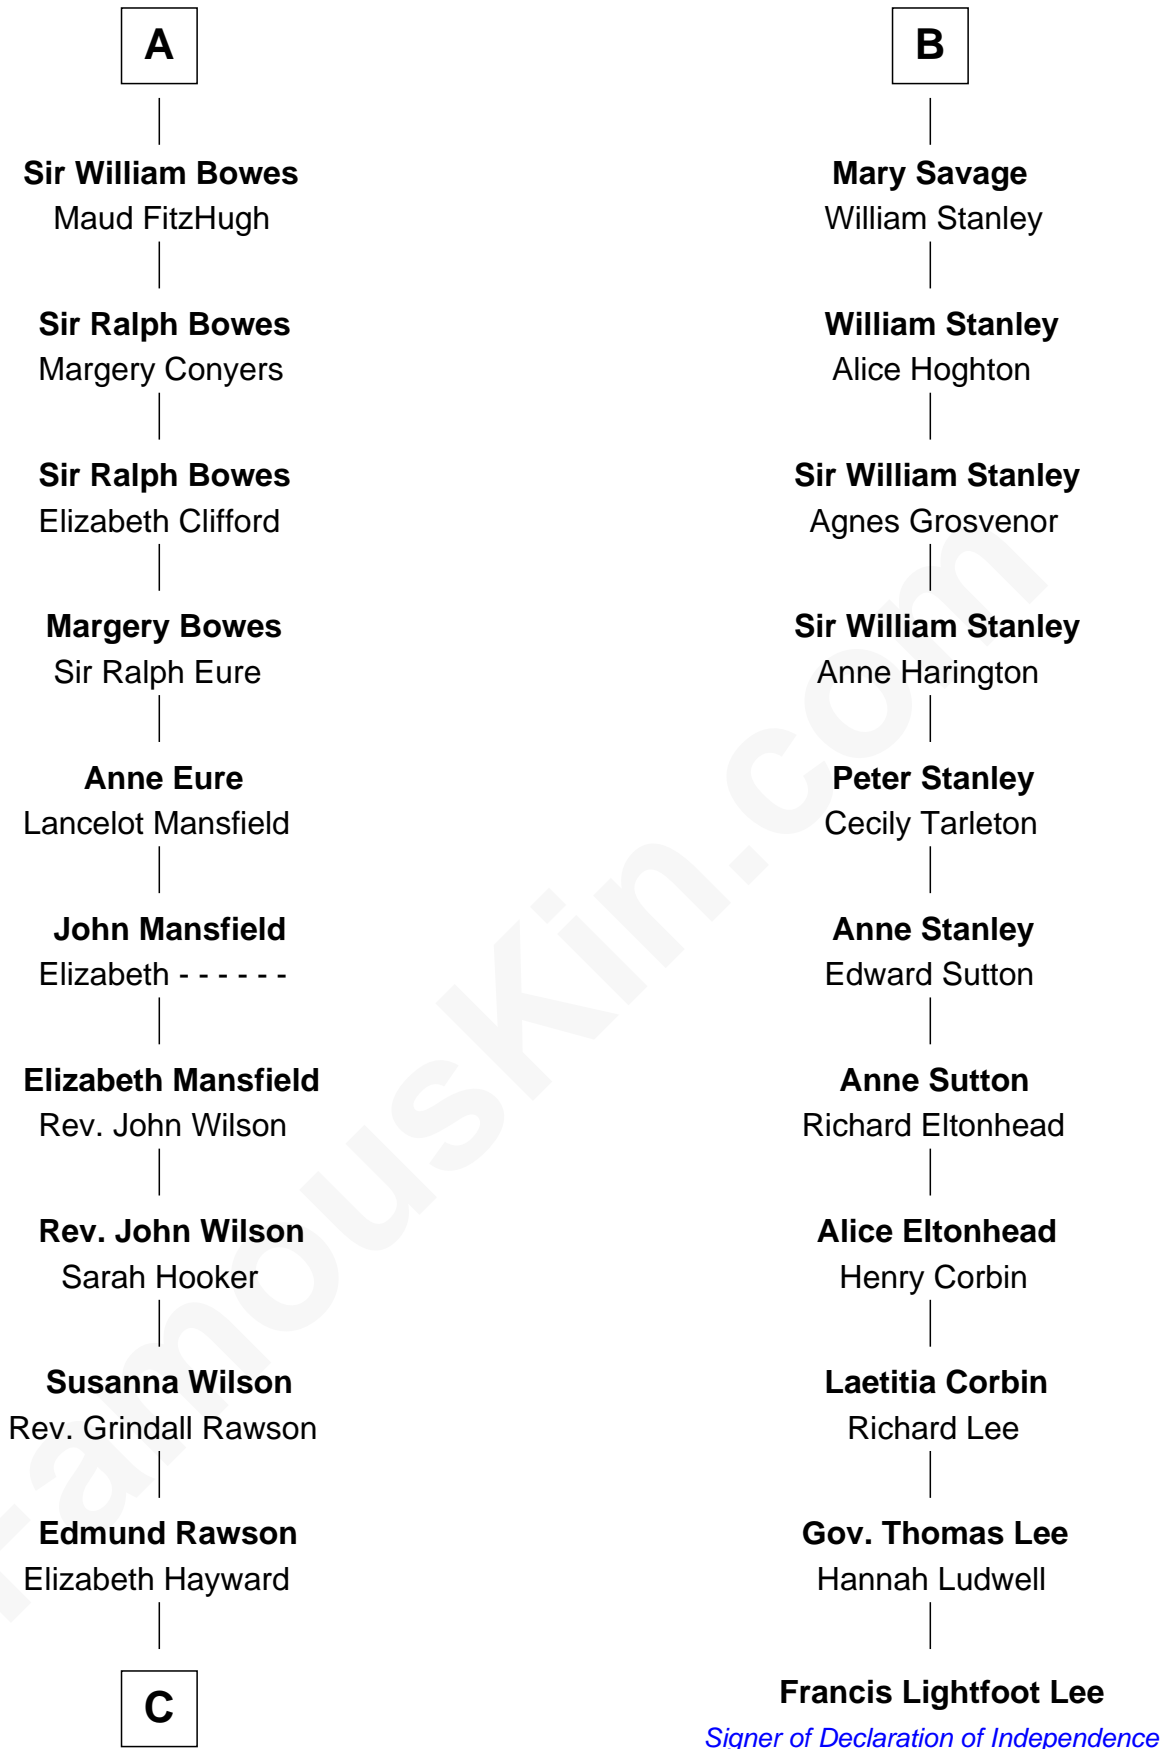 A
Sir William Bowes
Maud FitzHugh
Sir Ralph Bowes
Margery Conyers
Sir Ralph Bowes
Elizabeth Clifford
Margery Bowes
Sir Ralph Eure
Anne Eure
Lancelot Mansfield
John Mansfield
Elizabeth - - - - - -
Elizabeth Mansfield
Rev. John Wilson
Rev. John Wilson
Sarah Hooker
Susanna Wilson
Rev. Grindall Rawson
Edmund Rawson
Elizabeth Hayward
C
B
Mary Savage
William Stanley
William Stanley
Alice Hoghton
Sir William Stanley
Agnes Grosvenor
Sir William Stanley
Anne Harington
Peter Stanley
Cecily Tarleton
Anne Stanley
Edward Sutton
Anne Sutton
Richard Eltonhead
Alice Eltonhead
Henry Corbin
Laetitia Corbin
Richard Lee
Gov. Thomas Lee
Hannah Ludwell
Francis Lightfoot Lee
Signer of Declaration of Independence
FamousKin.com